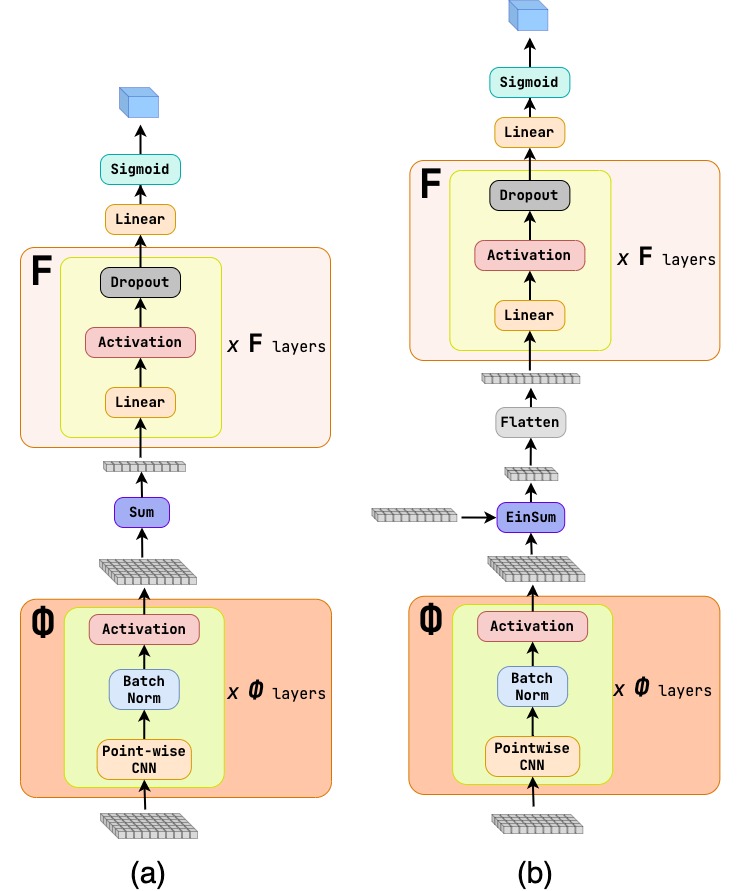 Sigmoid
Linear
F
Dropout
Activation
x F layers
Linear
Sum
Φ
Activation
Batch
Norm
x Φ layers
Point-wise
CNN
(a)
Sigmoid
Linear
F
Dropout
Activation
x F layers
Linear
Flatten
EinSum
Φ
Activation
Batch
Norm
x Φ layers
Pointwise
CNN
(b)